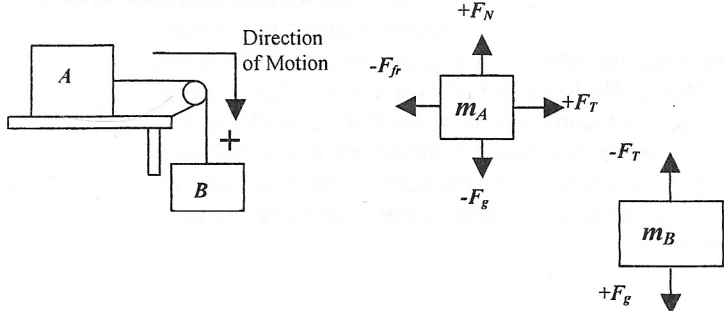 A
Direction
of Motion
+
B
+F_N
-F_fr
m_A
+F_T
-F_g
-F_T
m_B
+F_g